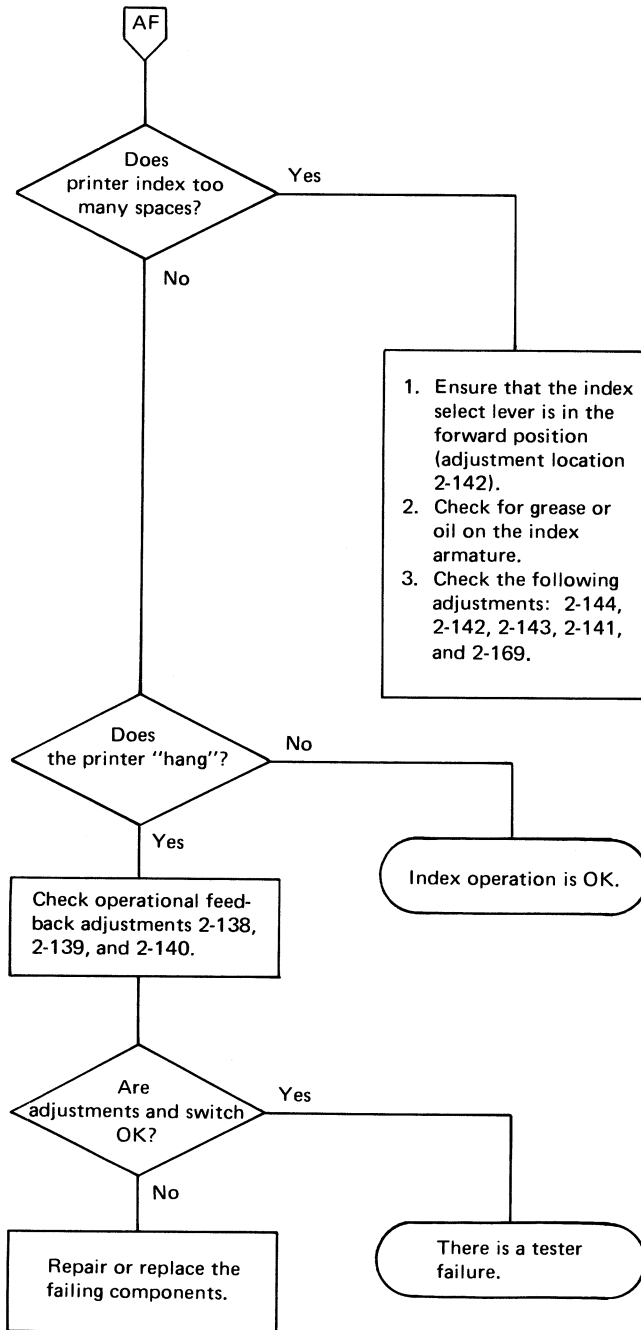 AF
Does
printer index too
many spaces?
Yes
No
1. Ensure that the index
select lever is in the
forward position
(adjustment location
2-142).
2. Check for grease or
oil on the index
armature.
3. Check the following
adjustments: 2-144,
2-142, 2-143, 2-141,
and 2-169.
Does
the printer "hang"?
No
Yes
Index operation is OK.
Check operational feed-
back adjustments 2-138,
2-139, and 2-140.
Are
adjustments and switch
OK?
Yes
No
There is a tester
failure.
Repair or replace the
failing components.